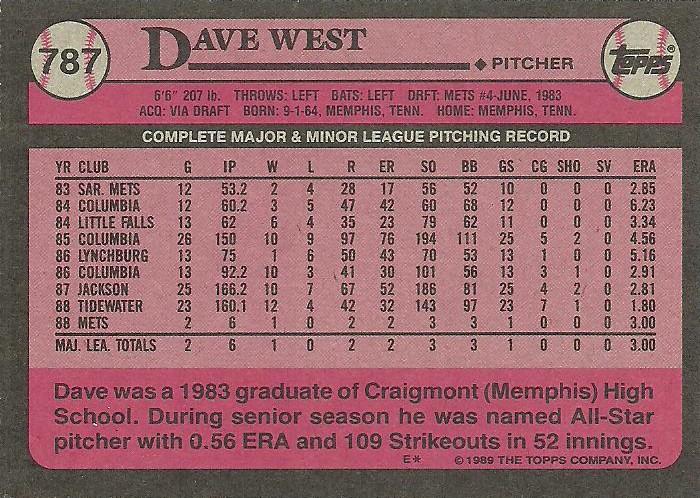 787
DAVE WEST
PITCHER
Topps®
6'6" 207 lb. THROWS: LEFT BATS: LEFT DRFT: METS #4-JUNE, 1983
ACQ: VIA DRAFT BORN: 9-1-64, MEMPHIS, TENN. HOME: MEMPHIS, TENN.
COMPLETE MAJOR & MINOR LEAGUE PITCHING RECORD
YR CLUB G IP W L R ER SO BB GS CG SHO SV ERA
83 SAR. METS 12 53.2 2 4 28 17 56 52 10 0 0 0 2.85
84 COLUMBIA 12 60.2 3 5 47 42 60 68 12 0 0 0 6.23
84 LITTLE FALLS 13 62 6 4 35 23 79 62 11 0 0 0 3.34
85 COLUMBIA 26 150 10 9 97 76 194 111 25 5 2 0 4.56
86 LYNCHBURG 13 75 1 6 50 43 70 53 13 1 0 0 5.16
86 COLUMBIA 13 92.2 10 3 41 30 101 56 13 3 1 0 2.91
87 JACKSON 25 166.2 10 7 67 52 186 81 25 4 2 0 2.81
88 TIDEWATER 23 160.1 12 4 42 32 143 97 23 7 1 0 1.80
88 METS 2 6 1 0 2 2 3 3 1 0 0 0 3.00
MAJ. LEA. TOTALS 2 6 1 0 2 2 3 3 1 0 0 0 3.00
Dave was a 1983 graduate of Craigmont (Memphis) High
School. During senior season he was named All-Star
pitcher with 0.56 ERA and 109 Strikeouts in 52 innings.
E* © 1989 THE TOPPS COMPANY, INC.